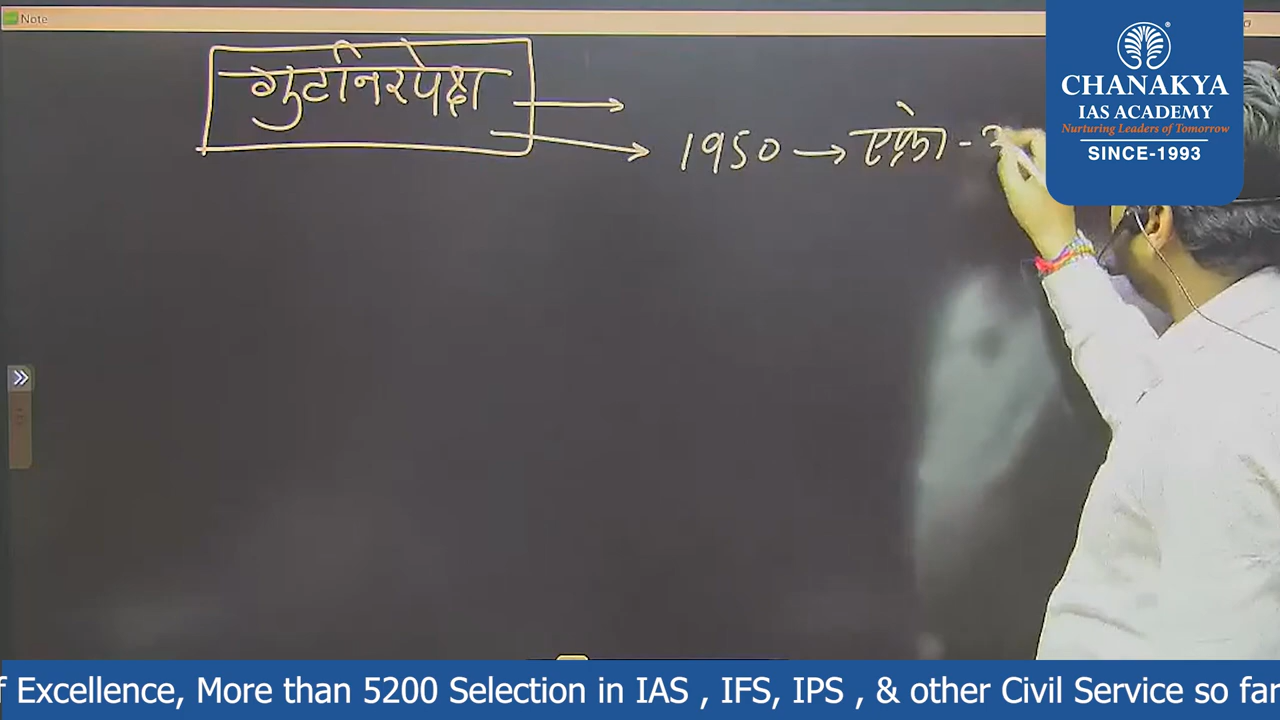 Note
गुटनिरपेक्ष
1950 → एफ्रो -
CHANAKYA
IAS ACADEMY
Nurturing Leaders of Tomorrow
SINCE-1993
f Excellence, More than 5200 Selection in IAS , IFS, IPS , & other Civil Service so far